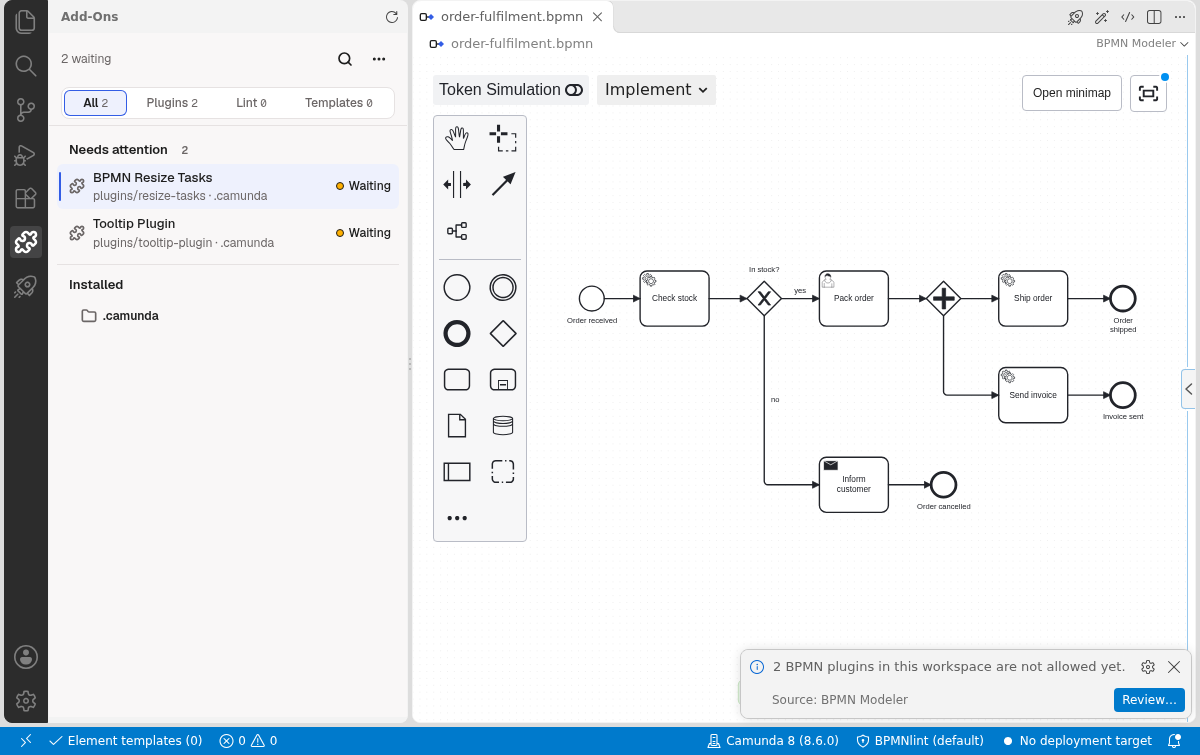 Add-Ons
2 waiting
All 2
Plugins 2
Lint 0
Templates 0
Needs attention 2
BPMN Resize Tasks
plugins/resize-tasks · .camunda
Waiting
Tooltip Plugin
plugins/tooltip-plugin · .camunda
Waiting
Installed
.camunda
order-fulfilment.bpmn
order-fulfilment.bpmn
BPMN Modeler
Token Simulation
Implement
Open minimap
In stock?
Check stock
yes
Pack order
Ship order
Order received
Order
shipped
no
Send invoice
Invoice sent
Inform
customer
Order cancelled
2 BPMN plugins in this workspace are not allowed yet.
Source: BPMN Modeler
Review...
Element templates (0)
0
0
Camunda 8 (8.6.0)
BPMNlint (default)
No deployment target